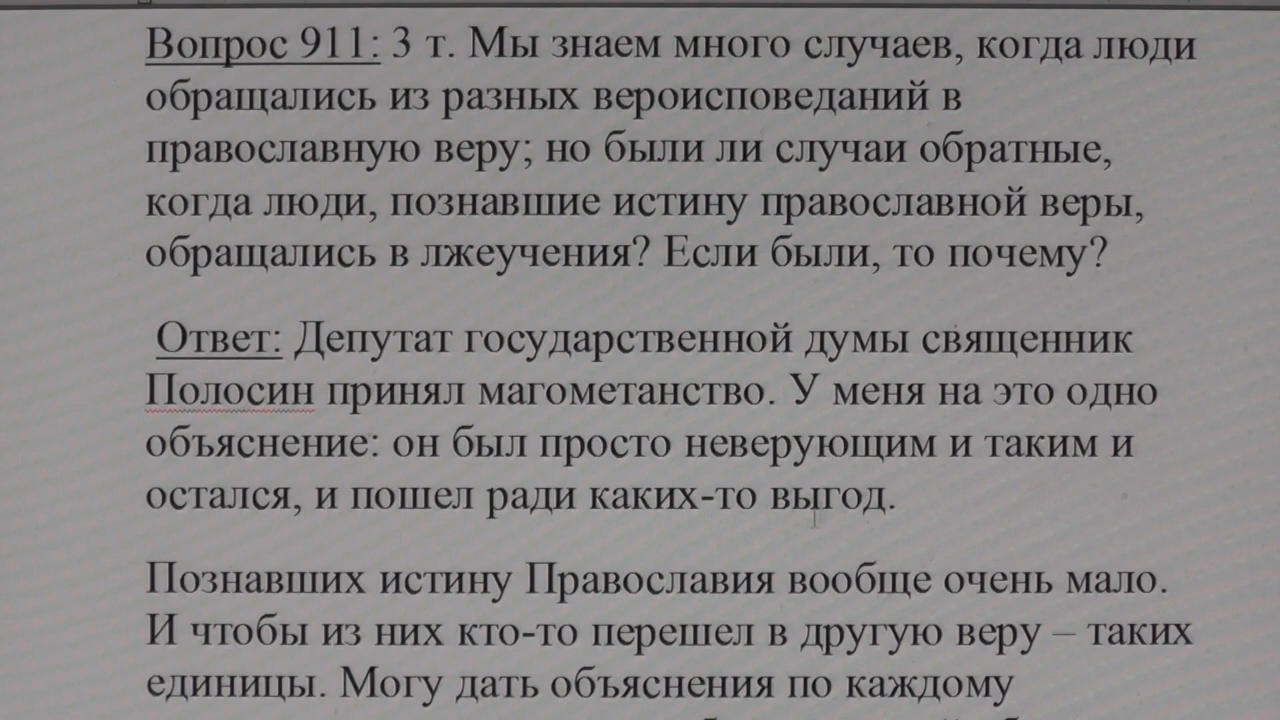 Вопрос 911: 3 т. Мы знаем много случаев, когда люди
обращались из разных вероисповеданий в
православную веру; но были ли случаи обратные,
когда люди, познавшие истину православной веры,
обращались в лжеучения? Если были, то почему?
Ответ: Депутат государственной думы священник
Полосин принял магометанство. У меня на это одно
объяснение: он был просто неверующим и таким и
остался, и пошел ради каких-то выгод.
Познавших истину Православия вообще очень мало.
И чтобы из них кто-то перешел в другую веру – таких
единицы. Могу дать объяснения по каждому